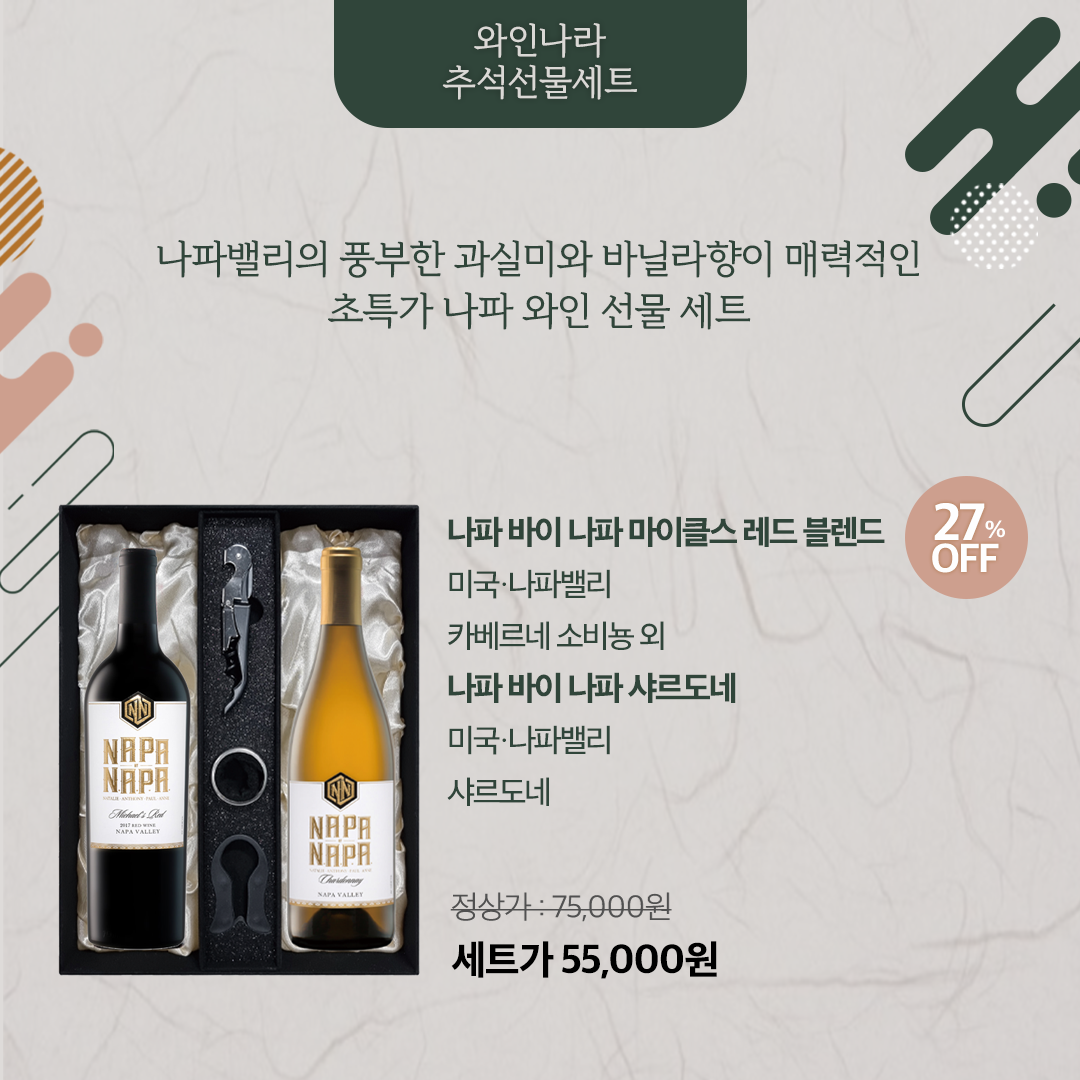 와인나라
추석선물세트
나파밸리의 풍부한 과실미와 바닐라향이 매력적인
초특가 나파 와인 선물 세트
27%
OFF
나파 바이 나파 마이클스 레드 블렌드
미국·나파밸리
카베르네 소비뇽 외
나파 바이 나파 샤르도네
미국·나파밸리
샤르도네
정상가 : 75,000원
세트가 55,000원
NAPA
NAPA
Michael's Red
2017 RED WINE
NAPA VALLEY
NAPA
NAPA
Chardonnay
NAPA VALLEY